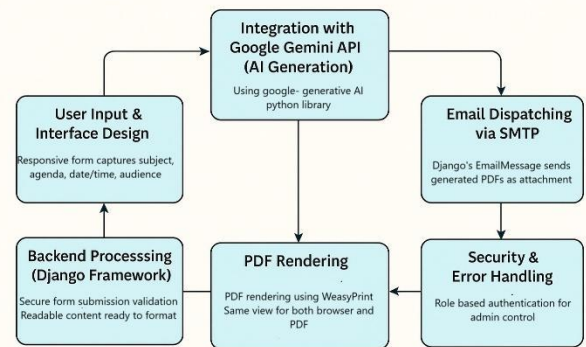 Integration with
Google Gemini API
(AI Generation)
Using google- generative AI
python library
User Input &
Interface Design
Responsive form captures subject,
agenda, date/time, audience
Email Dispatching
via SMTP
Django's EmailMessage sends
generated PDFs as attachment
Backend Processsing
(Django Framework)
Secure form submission validation
Readable content ready to format
PDF Rendering
PDF rendering using WeasyPrint
Same view for both browser and
PDF
Security &
Error Handling
Role based authentication for
admin control